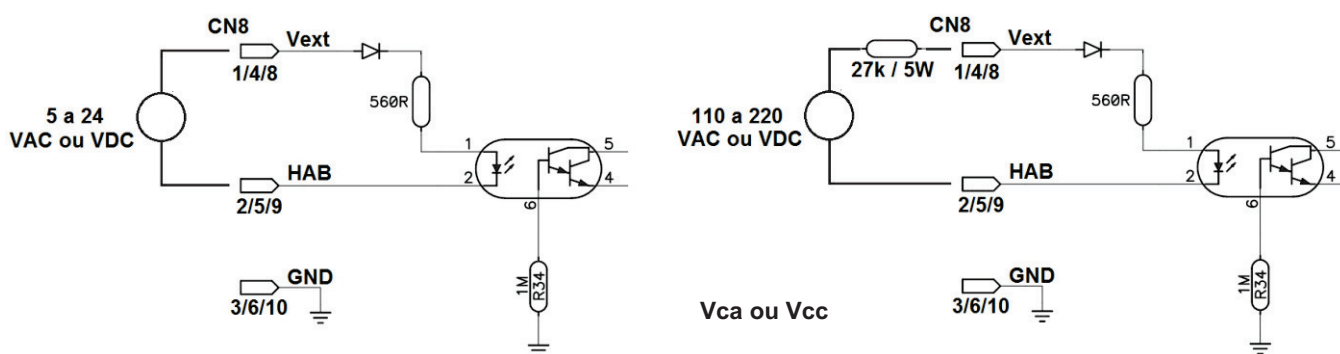 CN8
Vext
1/4/8
560R
5 a 24
VAC ou VDC
1
2
5
4
6
HAB
2/5/9
GND
3/6/10
1M
R34
CN8
Vext
27k / 5W
1/4/8
560R
110 a 220
VAC ou VDC
1
2
5
4
6
HAB
2/5/9
GND
3/6/10
1M
R34
Vca ou Vcc